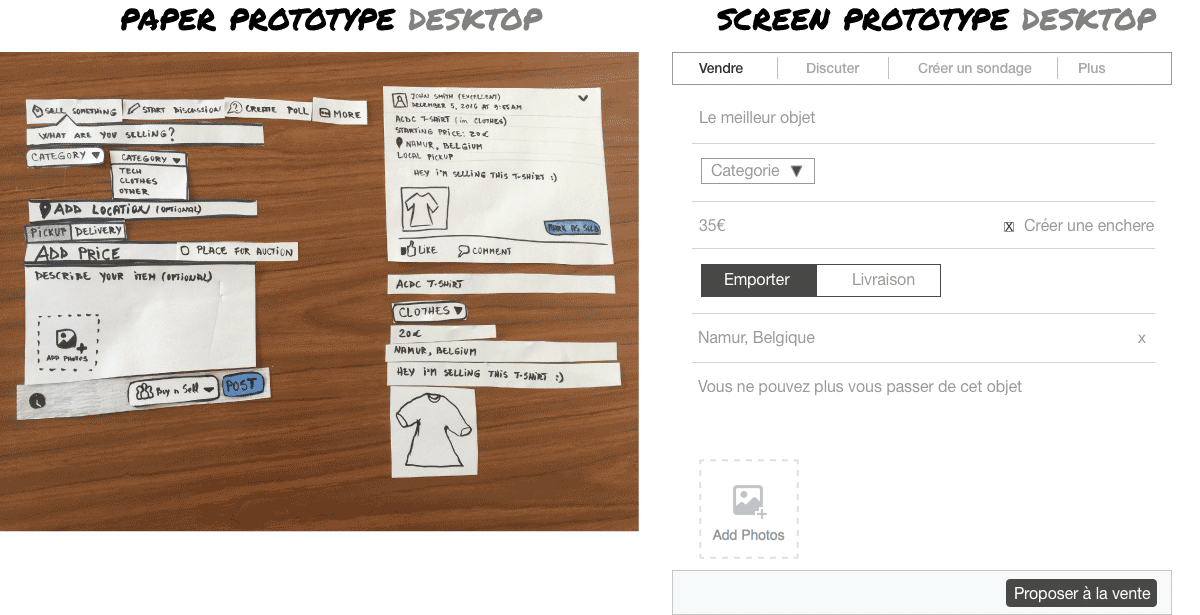 PAPER PROTOTYPE DESKTOP
SELL SOMETHING
START DISCUSSION
CREATE POLL
MORE
WHAT ARE YOU SELLING?
CATEGORY ▼
CATEGORY ▼
TECH
CLOTHES
OTHER
ADD LOCATION (OPTIONAL)
PICKUP DELIVERY
ADD PRICE
PLACE FOR AUCTION
DESCRIBE YOUR ITEM (OPTIONAL)
ADD PHOTOS
Buy n Sell
POST
JOHN SMITH (EXCELLENT)
DECEMBER 5, 2016 AT 9:55AM
ACDC T-SHIRT (in CLOTHES)
STARTING PRICE: 20€
NAMUR, BELGIUM
LOCAL PICKUP
HEY i'M SELLING THIS T-SHIRT :)
MARK AS SOLD
LIKE
COMMENT
ACDC T-SHIRT
CLOTHES ▼
20€
NAMUR, BELGIUM
HEY i'M SELLING THIS T-SHIRT :)
SCREEN PROTOTYPE DESKTOP
Vendre
Discuter
Créer un sondage
Plus
Le meilleur objet
Categorie ▼
35€
x Créer une enchere
Emporter
Livraison
Namur, Belgique
x
Vous ne pouvez plus vous passer de cet objet
Add Photos
Proposer à la vente